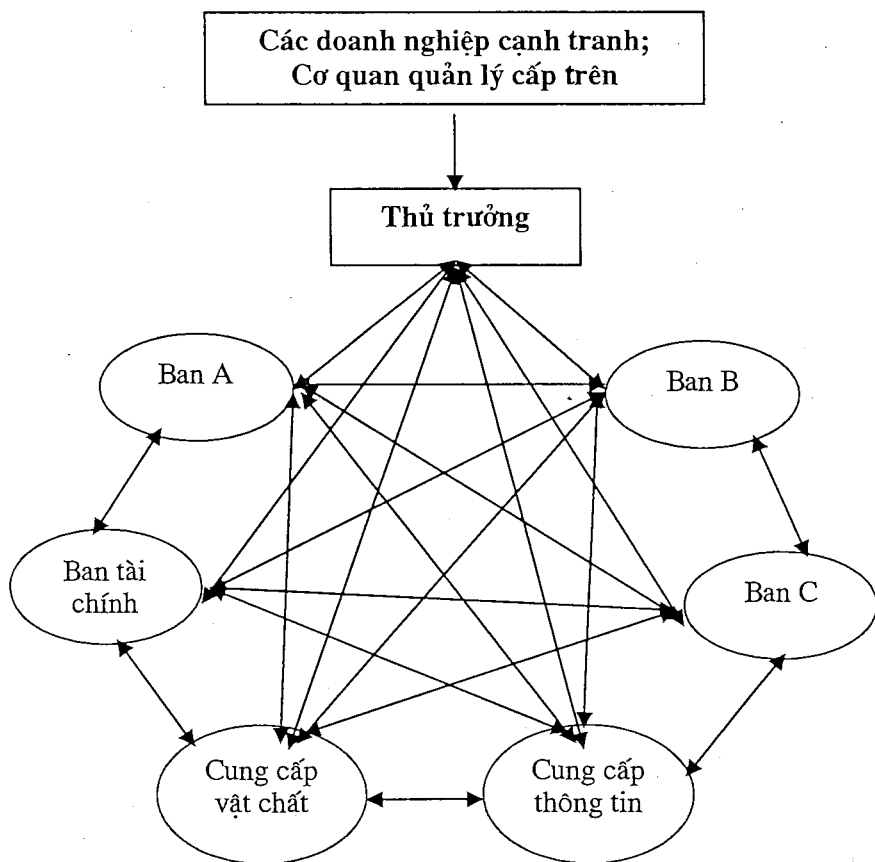 Các doanh nghiệp cạnh tranh;
Cơ quan quản lý cấp trên
Thủ trưởng
Ban A
Ban B
Ban tài
chính
Ban C
Cung cấp
vật chất
Cung cấp
thông tin